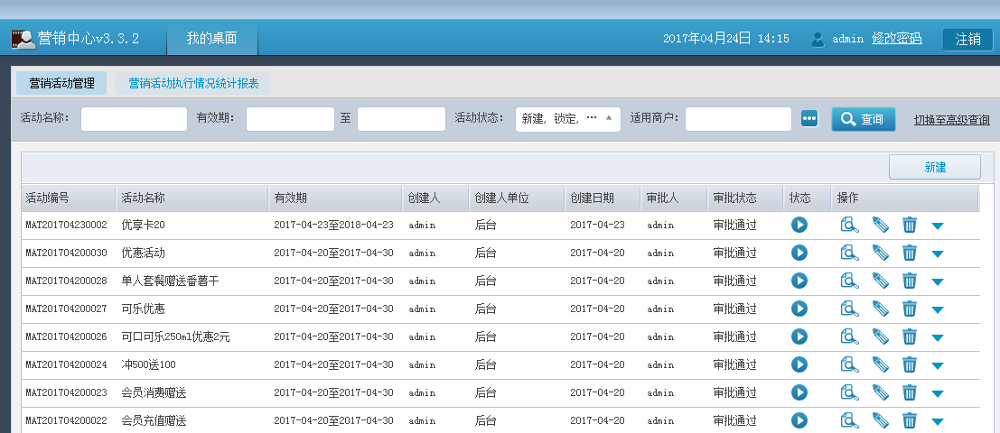 营销中心v3.3.2 我的桌面 2017年04月24日 14:15 admin 修改密码 注销
营销活动管理 营销活动执行情况统计报表
活动名称: 有效期: 至 活动状态: 新建, 锁定, ... 适用商户: 查询 切换至高级查询
新建
活动编号 活动名称 有效期 创建人 创建人单位 创建日期 审批人 审批状态 状态 操作
MAT201704230002 优享卡20 2017-04-23至2018-04-23 admin 后台 2017-04-23 admin 审批通过
MAT201704200030 优惠活动 2017-04-20至2017-04-30 admin 后台 2017-04-20 admin 审批通过
MAT201704200028 单人套餐赠送番薯干 2017-04-20至2017-04-30 admin 后台 2017-04-20 admin 审批通过
MAT201704200027 可乐优惠 2017-04-20至2017-04-30 admin 后台 2017-04-20 admin 审批通过
MAT201704200026 可口可乐250ml优惠2元 2017-04-20至2017-04-30 admin 后台 2017-04-20 admin 审批通过
MAT201704200024 冲500送100 2017-04-20至2017-04-30 admin 后台 2017-04-20 admin 审批通过
MAT201704200023 会员消费赠送 2017-04-20至2017-04-30 admin 后台 2017-04-20 admin 审批通过
MAT201704200022 会员充值赠送 2017-04-20至2017-04-30 admin 后台 2017-04-20 admin 审批通过